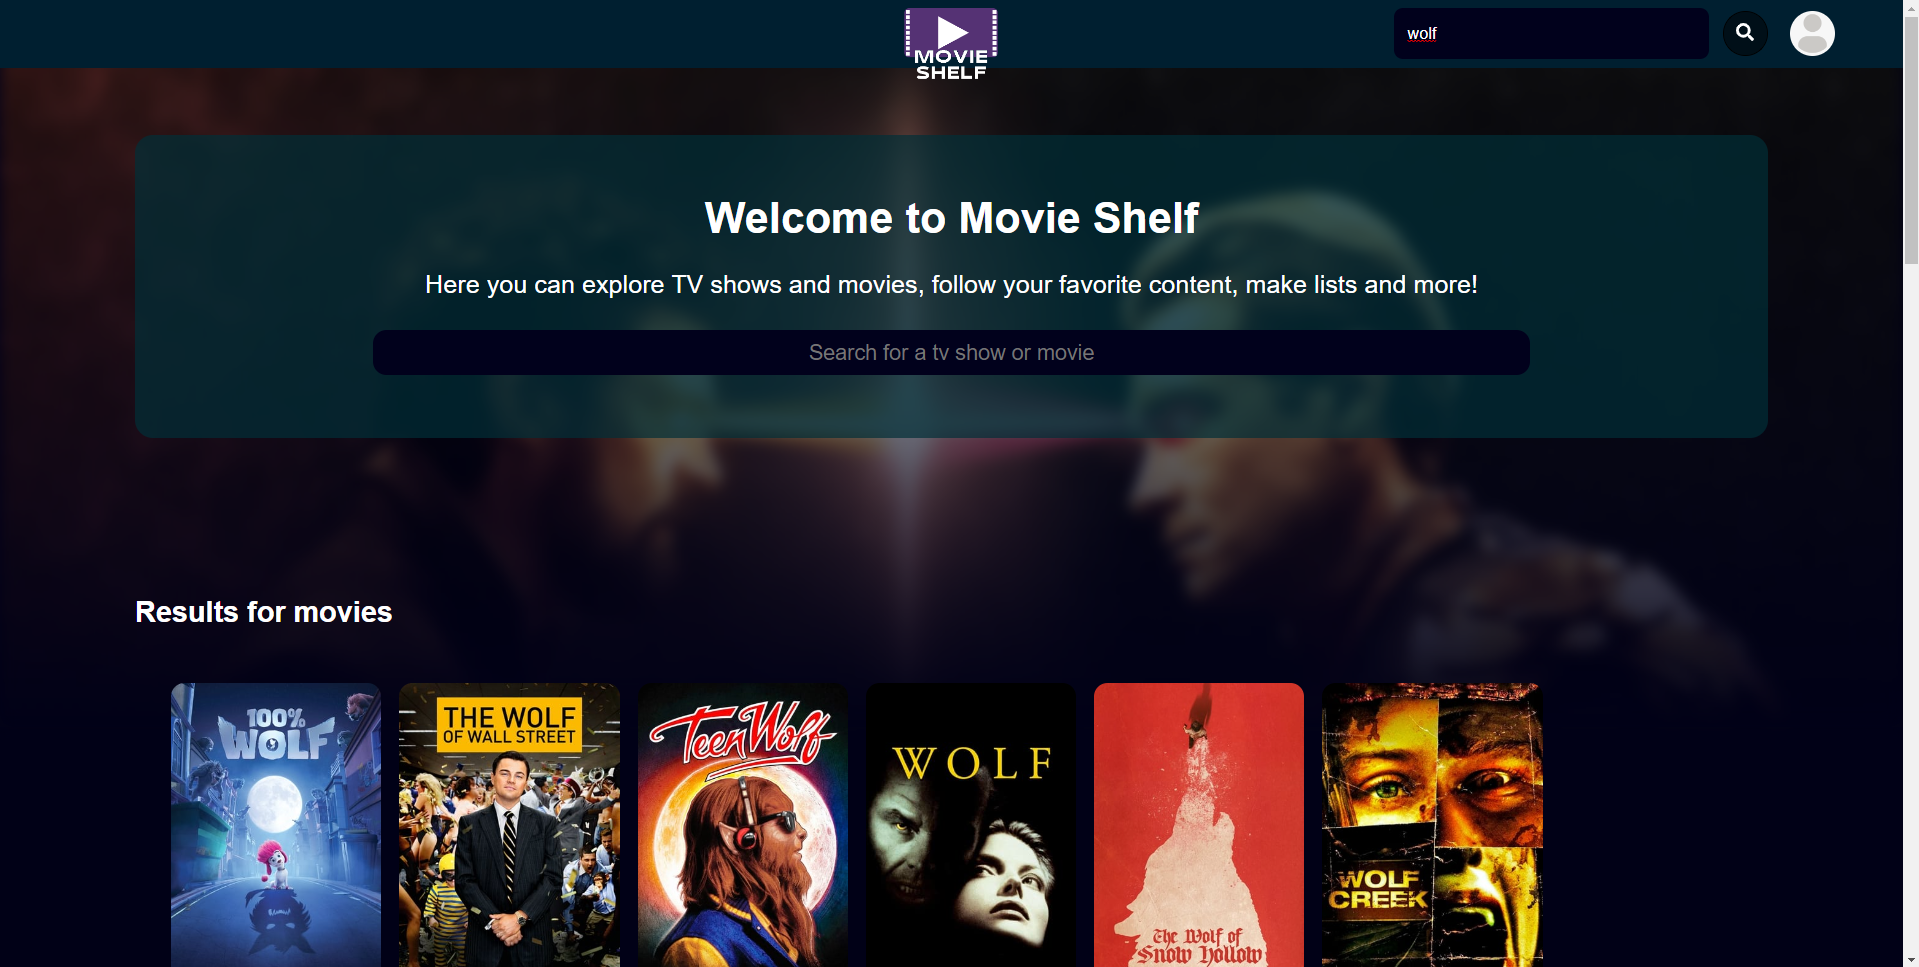 MOVIE
SHELF
wolf
Welcome to Movie Shelf
Here you can explore TV shows and movies, follow your favorite content, make lists and more!
Search for a tv show or movie
Results for movies
100%
WOLF
THE WOLF
OF WALL STREET
Teen Wolf
WOLF
The Wolf of
Snow Hollow
WOLF
CREEK